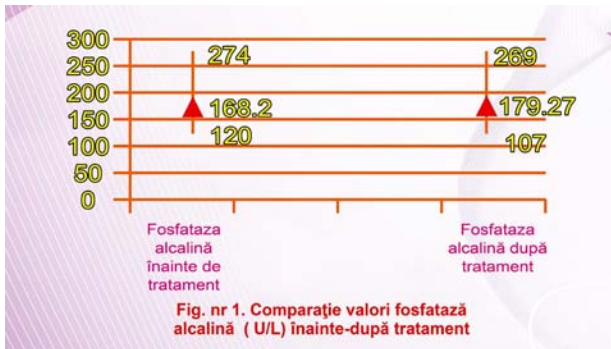 300
250
200
150
100
50
0
274
168.2
120
269
179.27
107
Fosfataza
alcalină
înainte de
tratament
Fosfataza
alcalină după
tratament
Fig. nr 1. Comparaţie valori fosfatază
alcalină ( U/L) înainte-după tratament